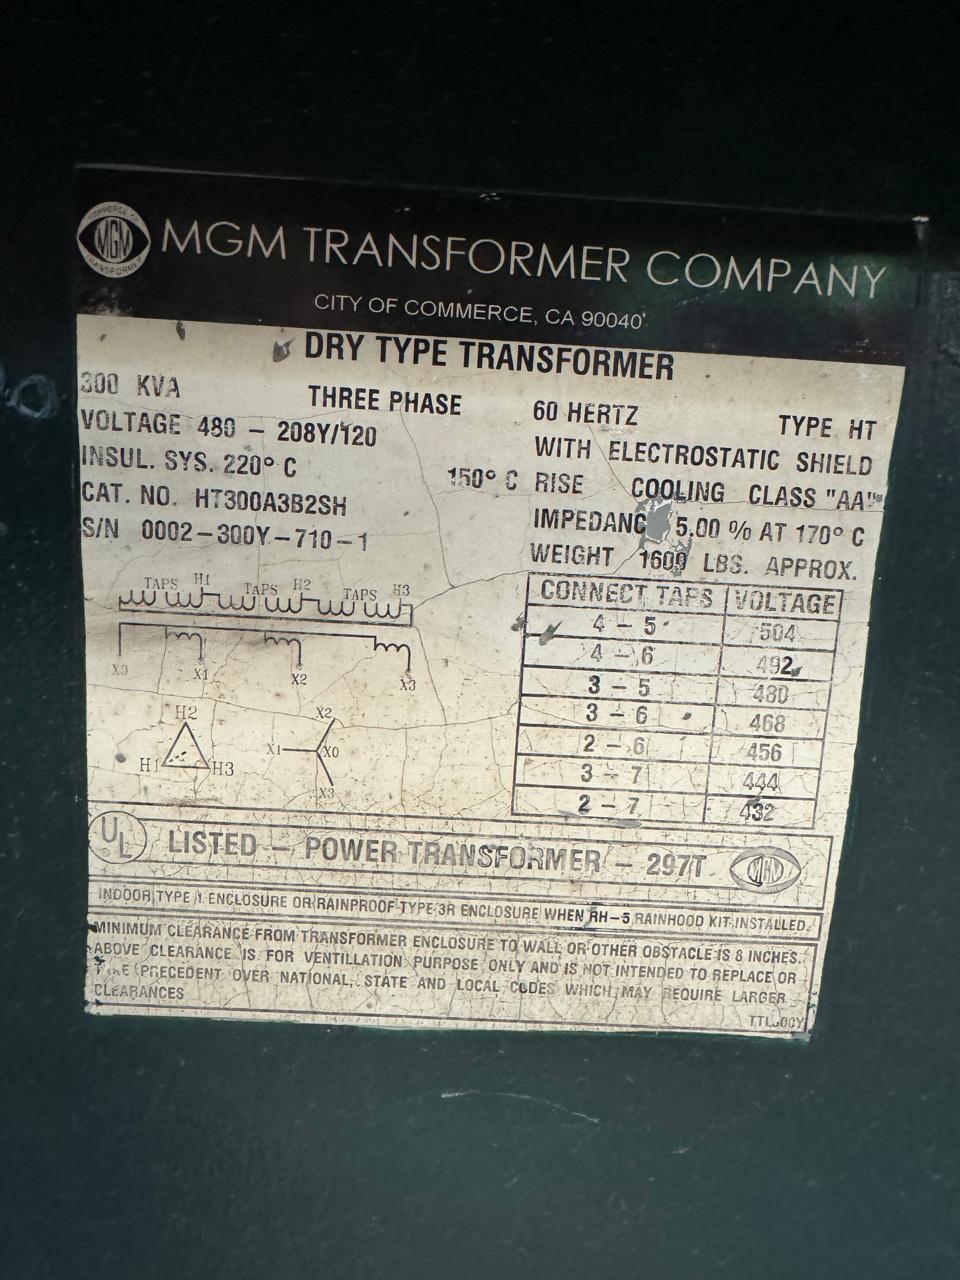 MGM
MGM TRANSFORMER COMPANY
CITY OF COMMERCE, CA 90040
DRY TYPE TRANSFORMER
300 KVA THREE PHASE 60 HERTZ TYPE HT
VOLTAGE 480 – 208Y/120 WITH ELECTROSTATIC SHIELD
INSUL. SYS. 220° C 150° C RISE COOLING CLASS "AA"
CAT. NO. HT300A3B2SH IMPEDANC 5.00 % AT 170° C
S/N 0002–300Y–710–1 WEIGHT 1600 LBS. APPROX.
TAPS H1 TAPS H2 TAPS H3
X0 X1 X2 X3
H2
H1 H3
X2
X1 X0
X3
CONNECT TAPS VOLTAGE
4 – 5 504
4 – 6 492
3 – 5 480
3 – 6 468
2 – 6 456
3 – 7 444
2 – 7 432
UL LISTED – POWER TRANSFORMER – 297T MGM
INDOOR TYPE 1 ENCLOSURE OR RAINPROOF TYPE 3R ENCLOSURE WHEN RH–5 RAINHOOD KIT INSTALLED.
MINIMUM CLEARANCE FROM TRANSFORMER ENCLOSURE TO WALL OR OTHER OBSTACLE IS 8 INCHES.
ABOVE CLEARANCE IS FOR VENTILLATION PURPOSE ONLY AND IS NOT INTENDED TO REPLACE OR
PRECEDENT OVER NATIONAL, STATE AND LOCAL CODES WHICH MAY REQUIRE LARGER
CLEARANCES